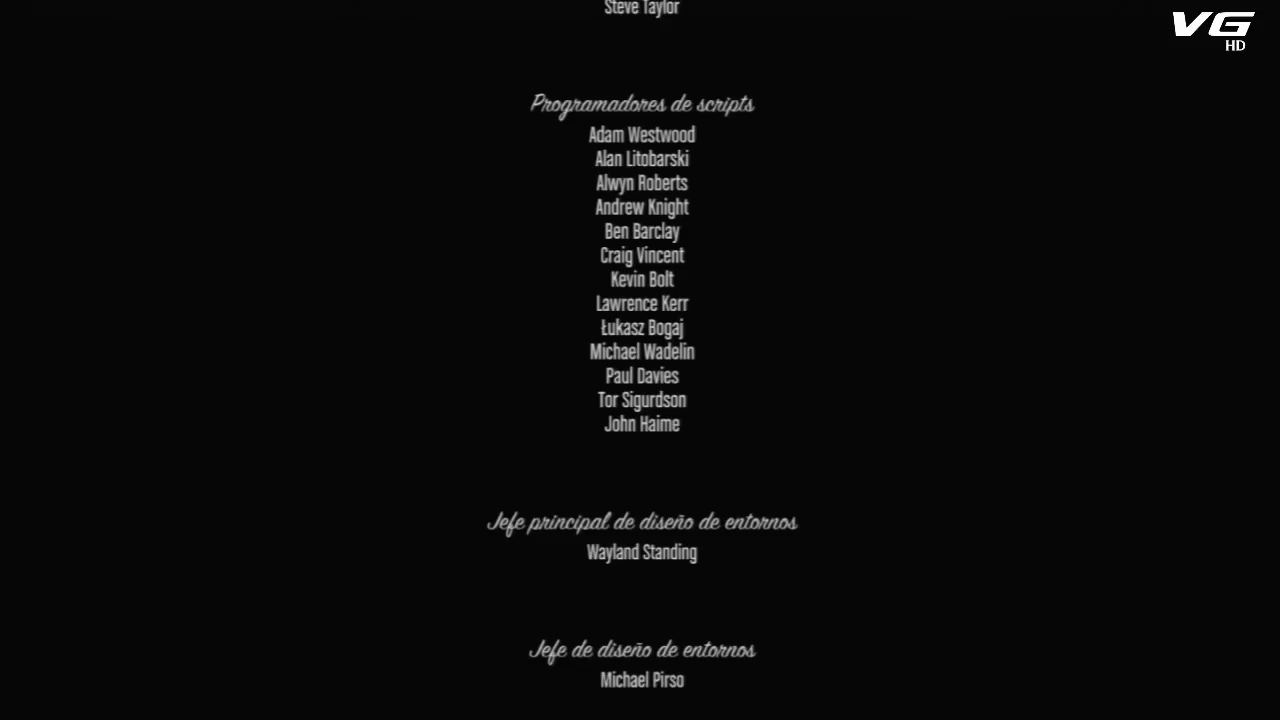 Steve Taylor
VG
HD
Programadores de scripts
Adam Westwood
Alan Litobarski
Alwyn Roberts
Andrew Knight
Ben Barclay
Craig Vincent
Kevin Bolt
Lawrence Kerr
Łukasz Bogaj
Michael Wadelin
Paul Davies
Tor Sigurdson
John Haime
Jefe principal de diseño de entornos
Wayland Standing
Jefe de diseño de entornos
Michael Pirso